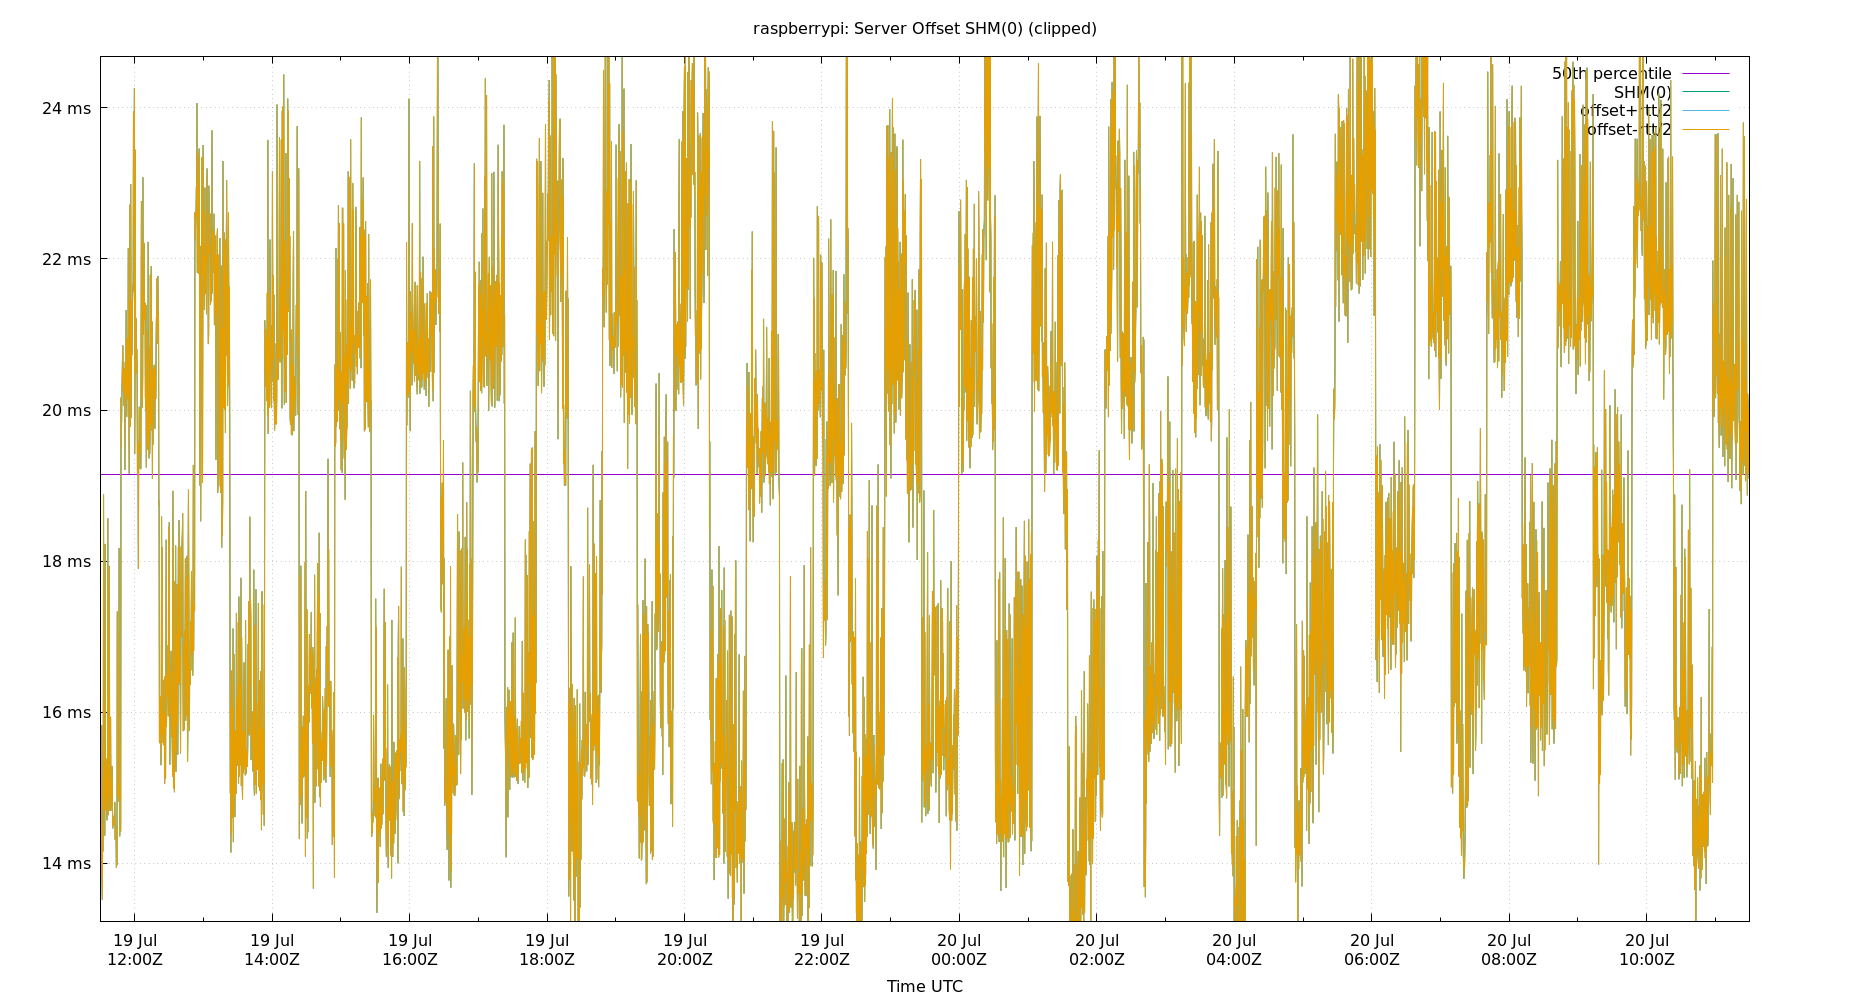 raspberrypi: Server Offset SHM(0) (clipped)
50th percentile
SHM(0)
offset+rtt/2
offset-rtt/2
24 ms
22 ms
20 ms
18 ms
16 ms
14 ms
19 Jul 19 Jul 19 Jul 19 Jul 19 Jul 19 Jul 20 Jul 20 Jul 20 Jul 20 Jul 20 Jul 20 Jul
12:00Z 14:00Z 16:00Z 18:00Z 20:00Z 22:00Z 00:00Z 02:00Z 04:00Z 06:00Z 08:00Z 10:00Z
Time UTC